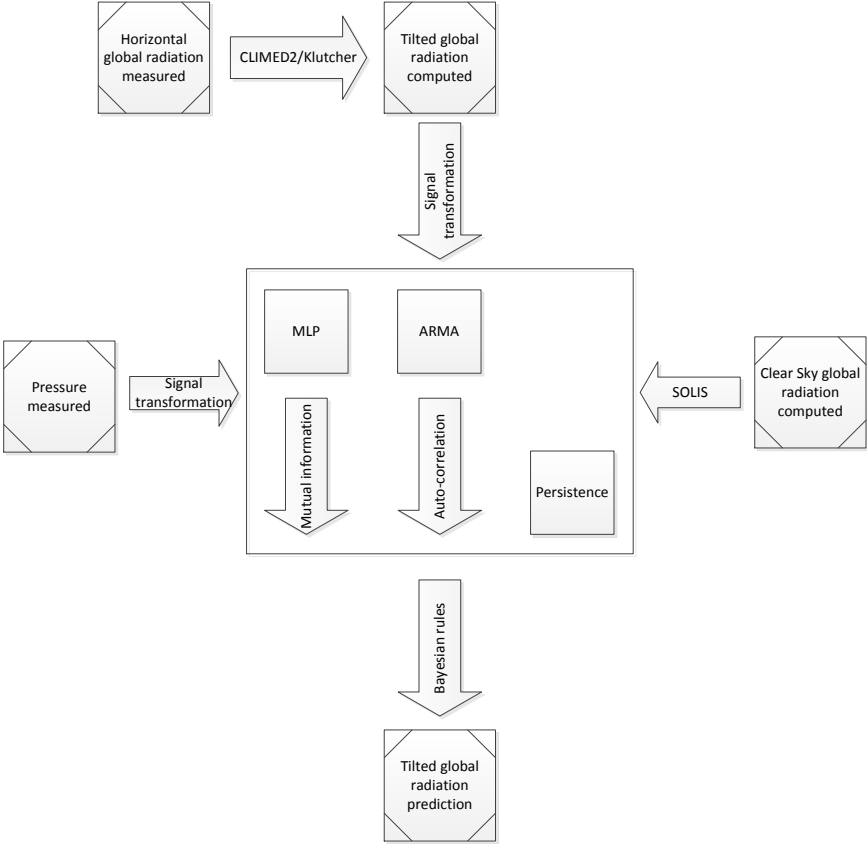 Horizontal
global radiation
measured
CLIMED2/Klutcher
Tilted global
radiation
computed
Signal
transformation
MLP
ARMA
Pressure
measured
Signal
transformation
SOLIS
Clear Sky global
radiation
computed
Mutual information
Auto-correlation
Persistence
Bayesian rules
Tilted global
radiation
prediction